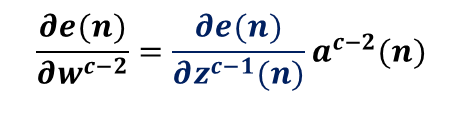 ∂e(n)/∂w^{c−2} = ∂e(n)/∂z^{c−1}(n) a^{c−2}(n)